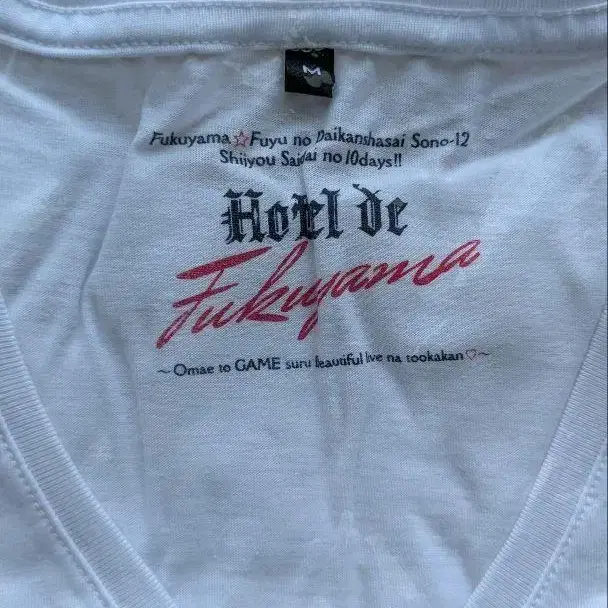 M
Fukuyama☆Fuyu no Daikanshasai Sono-12
Shijyou Saidai no 10days!!
Hotel de
Fukuyama
~Omae to GAME suru beautiful live na tookakan♡~